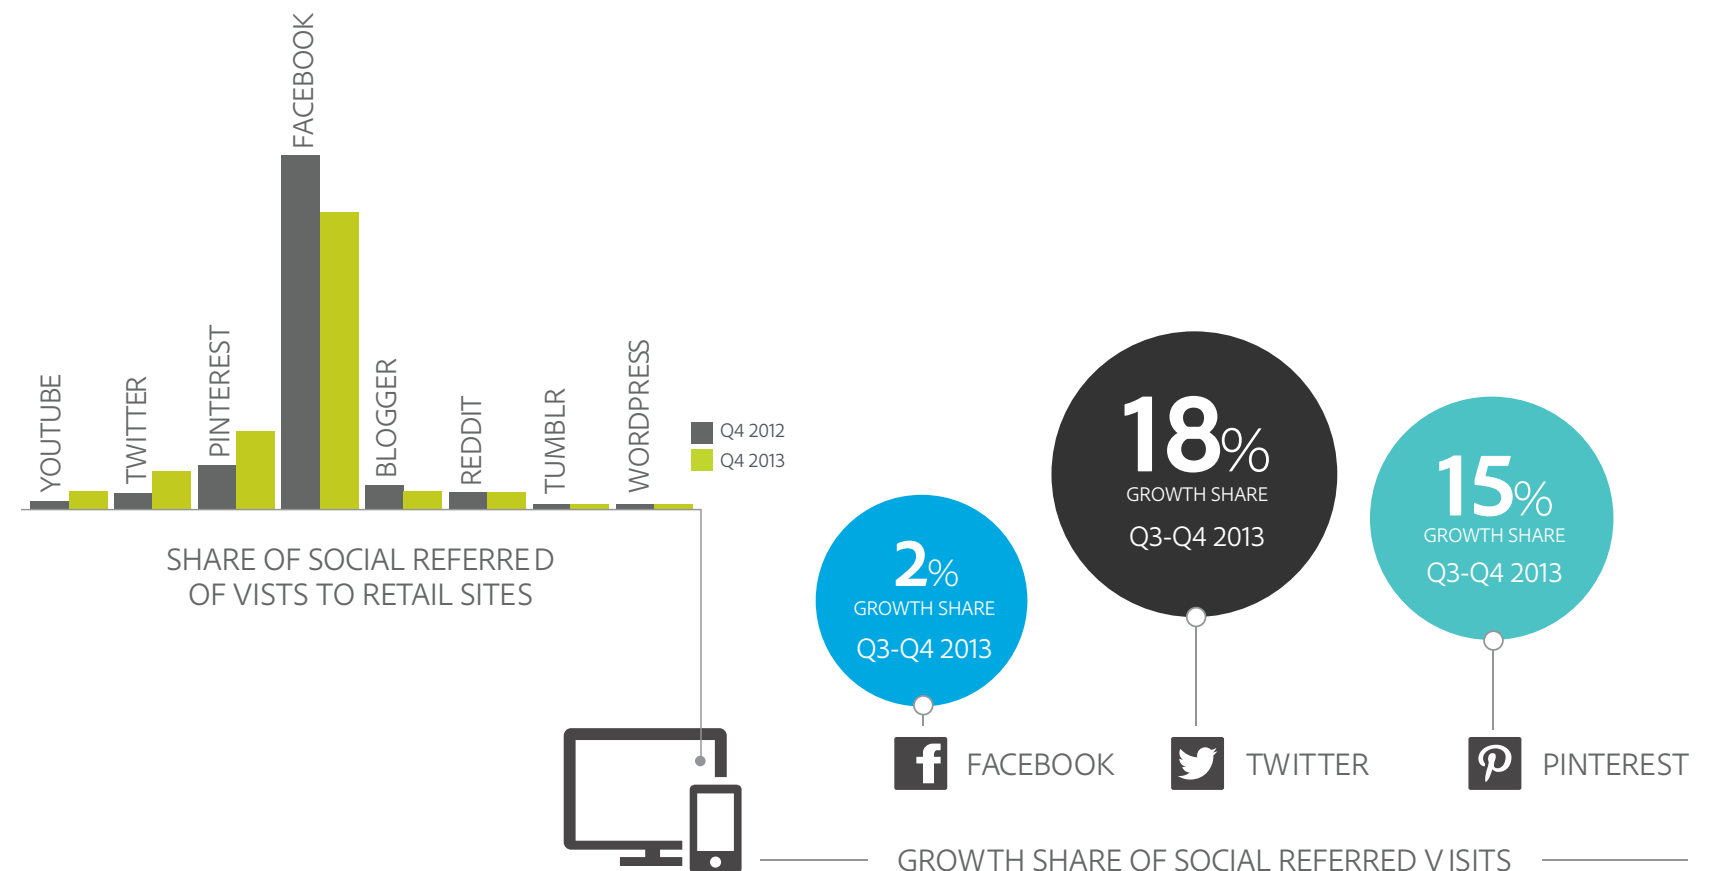 YOUTUBE
TWITTER
PINTEREST
FACEBOOK
BLOGGER
REDDIT
TUMBLR
WORDPRESS
Q4 2012
Q4 2013
SHARE OF SOCIAL REFERRED
OF VISTS TO RETAIL SITES
2%
GROWTH SHARE
Q3-Q4 2013
18%
GROWTH SHARE
Q3-Q4 2013
15%
GROWTH SHARE
Q3-Q4 2013
FACEBOOK
TWITTER
PINTEREST
GROWTH SHARE OF SOCIAL REFERRED VISITS